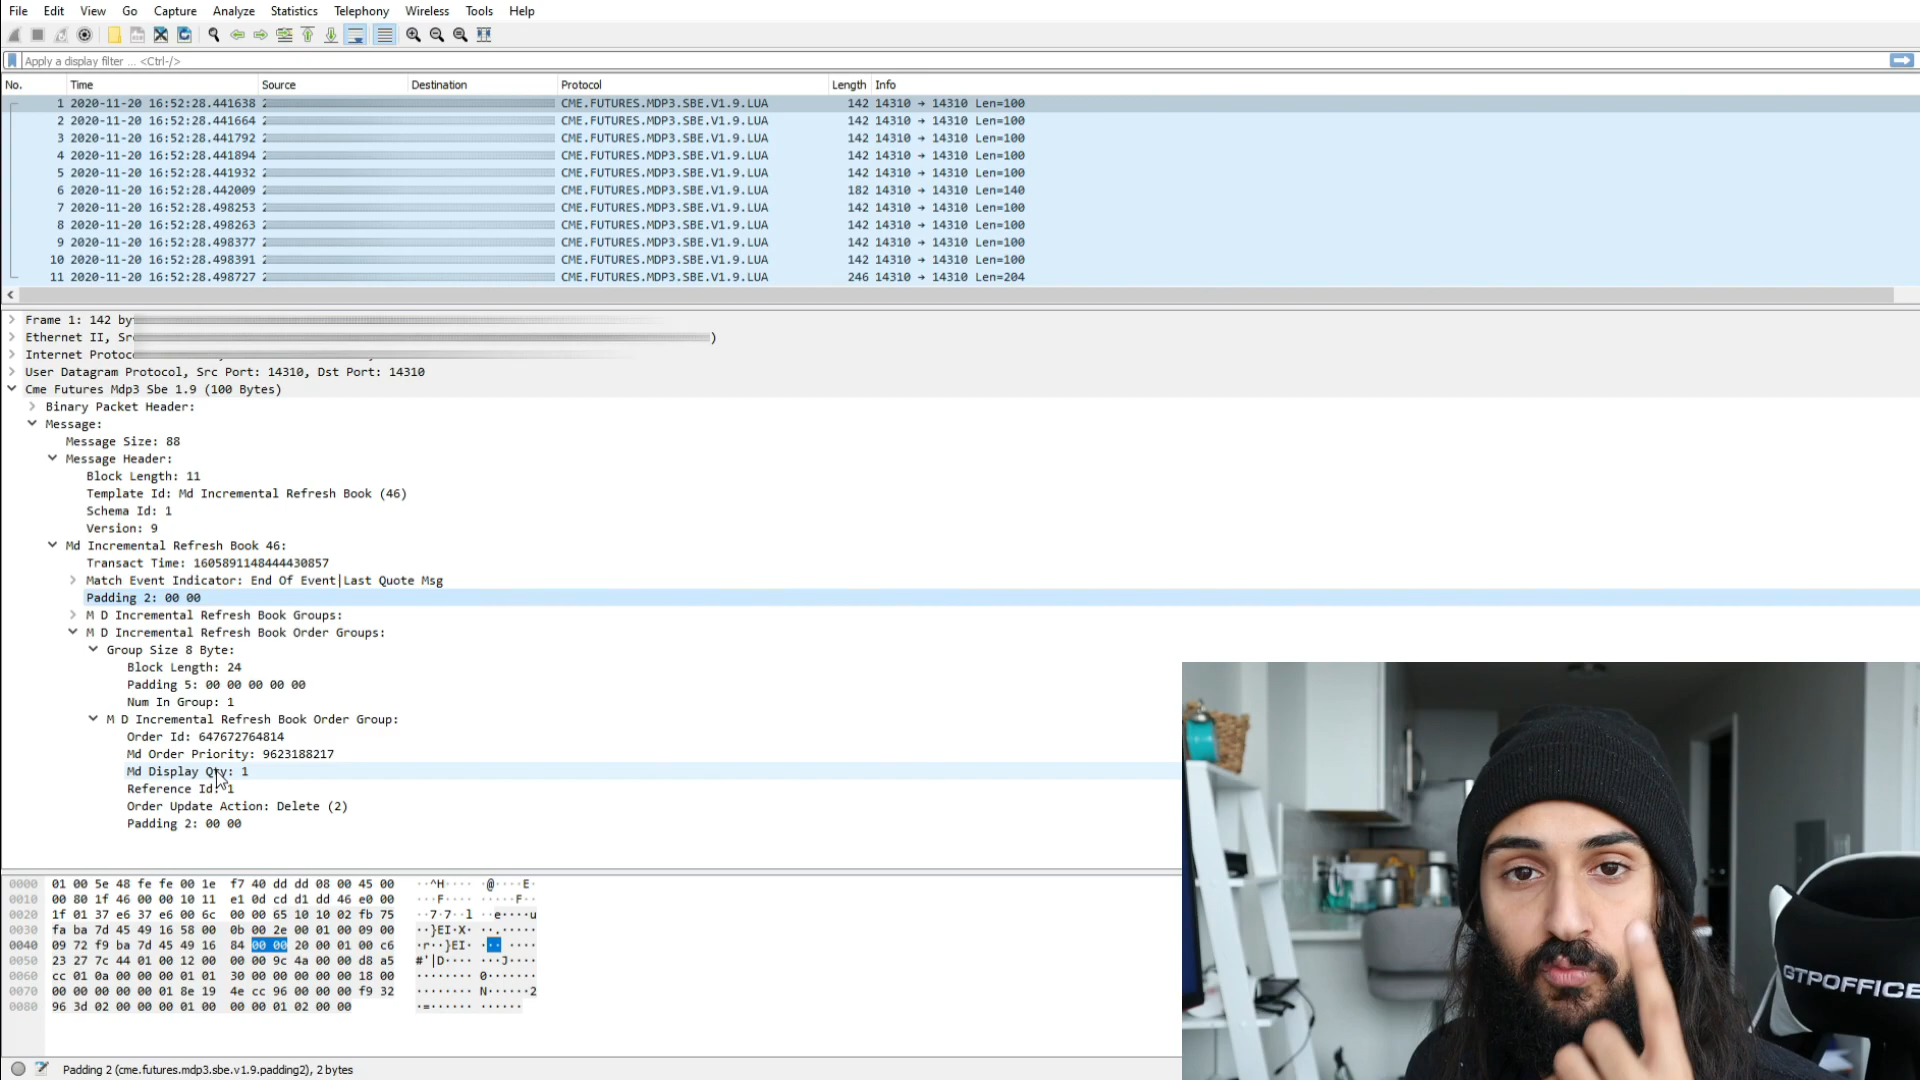 File Edit View Go Capture Analyze Statistics Telephony Wireless Tools Help
Apply a display filter ... <Ctrl-/>
No. Time Source Destination Protocol Length Info
1 2020-11-20 16:52:28.441638 2 CME.FUTURES.MDP3.SBE.V1.9.LUA 142 14310 → 14310 Len=100
2 2020-11-20 16:52:28.441664 2 CME.FUTURES.MDP3.SBE.V1.9.LUA 142 14310 → 14310 Len=100
3 2020-11-20 16:52:28.441792 2 CME.FUTURES.MDP3.SBE.V1.9.LUA 142 14310 → 14310 Len=100
4 2020-11-20 16:52:28.441894 2 CME.FUTURES.MDP3.SBE.V1.9.LUA 142 14310 → 14310 Len=100
5 2020-11-20 16:52:28.441932 2 CME.FUTURES.MDP3.SBE.V1.9.LUA 142 14310 → 14310 Len=100
6 2020-11-20 16:52:28.442009 2 CME.FUTURES.MDP3.SBE.V1.9.LUA 182 14310 → 14310 Len=140
7 2020-11-20 16:52:28.498253 2 CME.FUTURES.MDP3.SBE.V1.9.LUA 142 14310 → 14310 Len=100
8 2020-11-20 16:52:28.498263 2 CME.FUTURES.MDP3.SBE.V1.9.LUA 142 14310 → 14310 Len=100
9 2020-11-20 16:52:28.498377 2 CME.FUTURES.MDP3.SBE.V1.9.LUA 142 14310 → 14310 Len=100
10 2020-11-20 16:52:28.498391 2 CME.FUTURES.MDP3.SBE.V1.9.LUA 142 14310 → 14310 Len=100
11 2020-11-20 16:52:28.498727 2 CME.FUTURES.MDP3.SBE.V1.9.LUA 246 14310 → 14310 Len=204
Frame 1: 142 by
Ethernet II, Sr )
Internet Protoc
User Datagram Protocol, Src Port: 14310, Dst Port: 14310
Cme Futures Mdp3 Sbe 1.9 (100 Bytes)
Binary Packet Header:
Message:
Message Size: 88
Message Header:
Block Length: 11
Template Id: Md Incremental Refresh Book (46)
Schema Id: 1
Version: 9
Md Incremental Refresh Book 46:
Transact Time: 1605891148444430857
Match Event Indicator: End Of Event|Last Quote Msg
Padding 2: 00 00
M D Incremental Refresh Book Groups:
M D Incremental Refresh Book Order Groups:
Group Size 8 Byte:
Block Length: 24
Padding 5: 00 00 00 00 00
Num In Group: 1
M D Incremental Refresh Book Order Group:
Order Id: 647672764814
Md Order Priority: 9623188217
Md Display Qty: 1
Reference Id: 1
Order Update Action: Delete (2)
Padding 2: 00 00
0000 01 00 5e 48 fe fe 00 1e f7 40 dd dd 08 00 45 00 ··^H···· ·@····E·
0010 00 80 1f 46 00 00 10 11 e1 0d cd d1 dd 46 e0 00 ···F···· ·····F··
0020 1f 01 37 e6 37 e6 00 6c 00 00 65 10 10 02 fb 75 ··7·7··l ··e····u
0030 fa ba 7d 45 49 16 58 00 0b 00 2e 00 01 00 09 00 ··}EI·X· ··.·····
0040 09 72 f9 ba 7d 45 49 16 84 00 00 20 00 01 00 c6 ·r··}EI· ··· ····
0050 23 27 7c 44 01 00 12 00 00 00 9c 4a 00 00 d8 a5 #'|D···· ···J····
0060 cc 01 0a 00 00 00 01 01 30 00 00 00 00 00 18 00 ········ 0·······
0070 00 00 00 00 00 01 8e 19 4e cc 96 00 00 00 f9 32 ········ N······2
0080 96 3d 02 00 00 00 01 00 00 00 01 02 00 00 ·=······ ······
Padding 2 (cme.futures.mdp3.sbe.v1.9.padding2), 2 bytes
GTPOFFICE